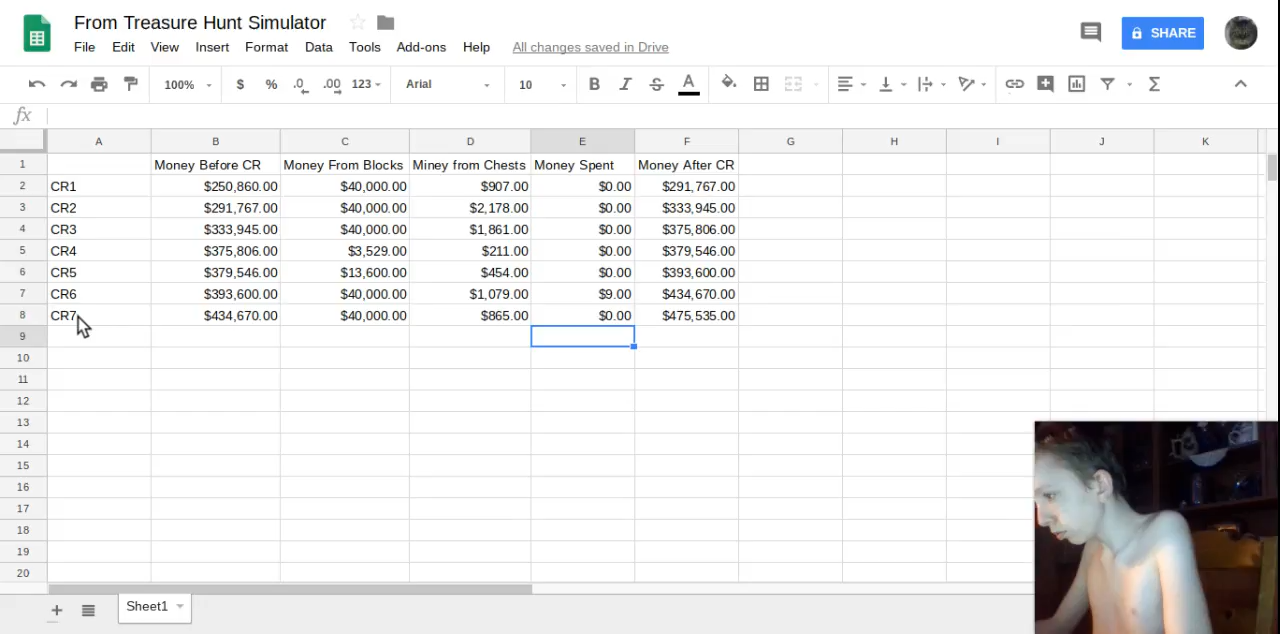 From Treasure Hunt Simulator
File Edit View Insert Format Data Tools Add-ons Help All changes saved in Drive
SHARE
100% $ % .0 .00 123 Arial 10 B I S A Σ
fx
A B C D E F G H I J K
1 Money Before CR Money From Blocks Miney from Chests Money Spent Money After CR
2 CR1 $250,860.00 $40,000.00 $907.00 $0.00 $291,767.00
3 CR2 $291,767.00 $40,000.00 $2,178.00 $0.00 $333,945.00
4 CR3 $333,945.00 $40,000.00 $1,861.00 $0.00 $375,806.00
5 CR4 $375,806.00 $3,529.00 $211.00 $0.00 $379,546.00
6 CR5 $379,546.00 $13,600.00 $454.00 $0.00 $393,600.00
7 CR6 $393,600.00 $40,000.00 $1,079.00 $9.00 $434,670.00
8 CR7 $434,670.00 $40,000.00 $865.00 $0.00 $475,535.00
9
10
11
12
13
14
15
16
17
18
19
20
Sheet1